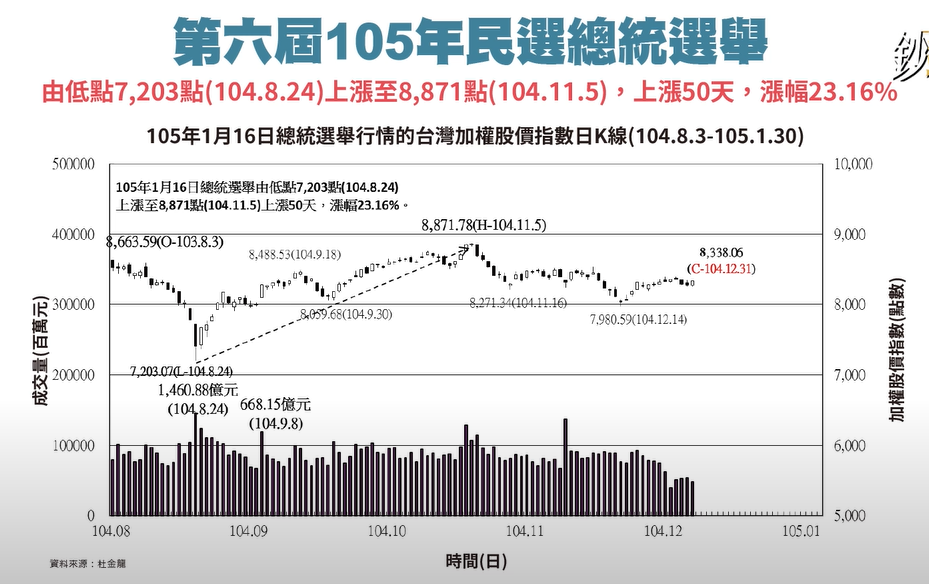 第六屆105年民選總統選舉
鈔
由低點7,203點(104.8.24)上漲至8,871點(104.11.5)，上漲50天，漲幅23.16%
105年1月16日總統選舉行情的台灣加權股價指數日K線(104.8.3-105.1.30)
500000
10,000
105年1月16日總統選舉由低點7,203點(104.8.24)
上漲至8,871點(104.11.5)上漲50天，漲幅23.16%。
8,871.78(H-104.11.5)
400000
9,000
8,663.59(O-103.8.3)
8,488.53(104.9.18)
8,338.06
(C-104.12.31)
300000
8,000
8,059.68(104.9.30)
8,271.34(104.11.16)
7,980.59(104.12.14)
成交量(百萬元)
加權股價指數(點數)
7,203.07(L-104.8.24)
200000
7,000
1,460.88億元
(104.8.24)
668.15億元
(104.9.8)
100000
6,000
0
5,000
104.08
104.09
104.10
104.11
104.12
105.01
時間(日)
資料來源：杜金龍